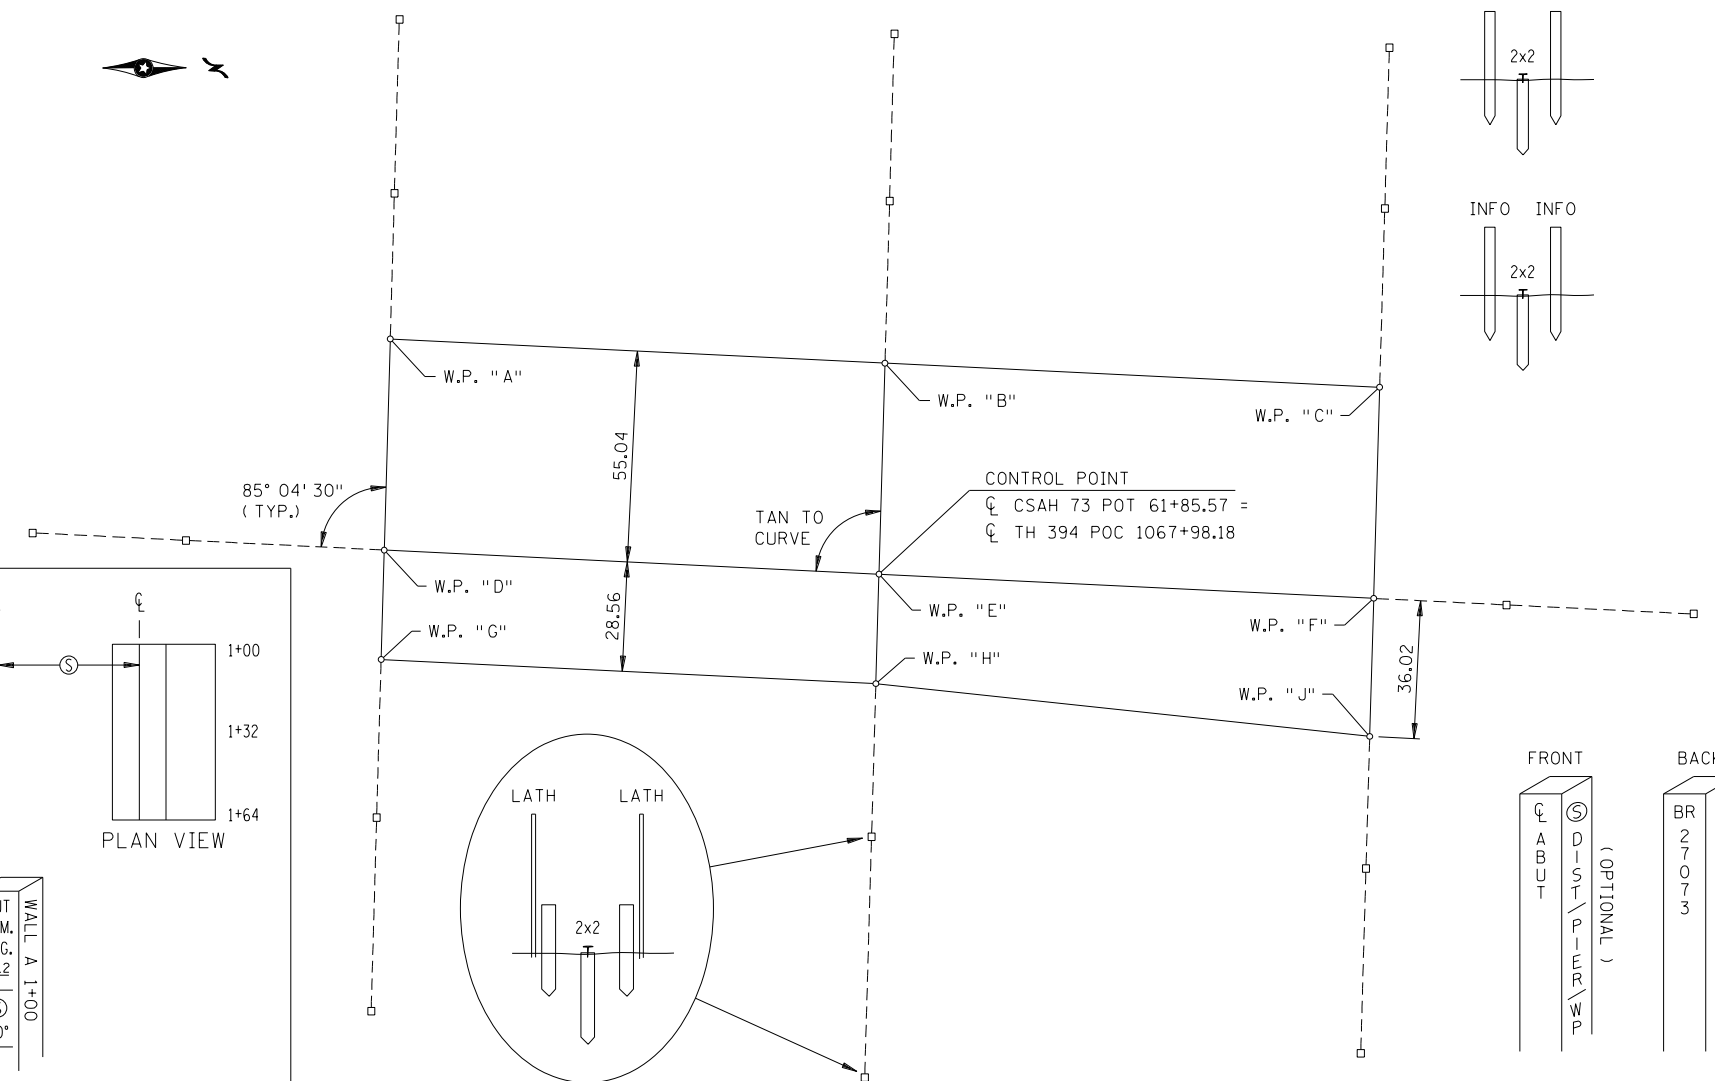 2x2
INFO INFO
2x2
W.P. "A"
W.P. "B"
W.P. "C"
55.04
85° 04' 30"
(TYP.)
TAN TO
CURVE
CONTROL POINT
℄ CSAH 73 POT 61+85.57 =
℄ TH 394 POC 1067+98.18
W.P. "D"
W.P. "E"
W.P. "F"
28.56
W.P. "G"
W.P. "H"
W.P. "J"
36.02
℄
S
1+00
1+32
1+64
PLAN VIEW
LATH LATH
2x2
WALL A 1+00
M.
G.
FRONT
℄ ABUT
S DIST/PIER/WP
(OPTIONAL)
BR 27073